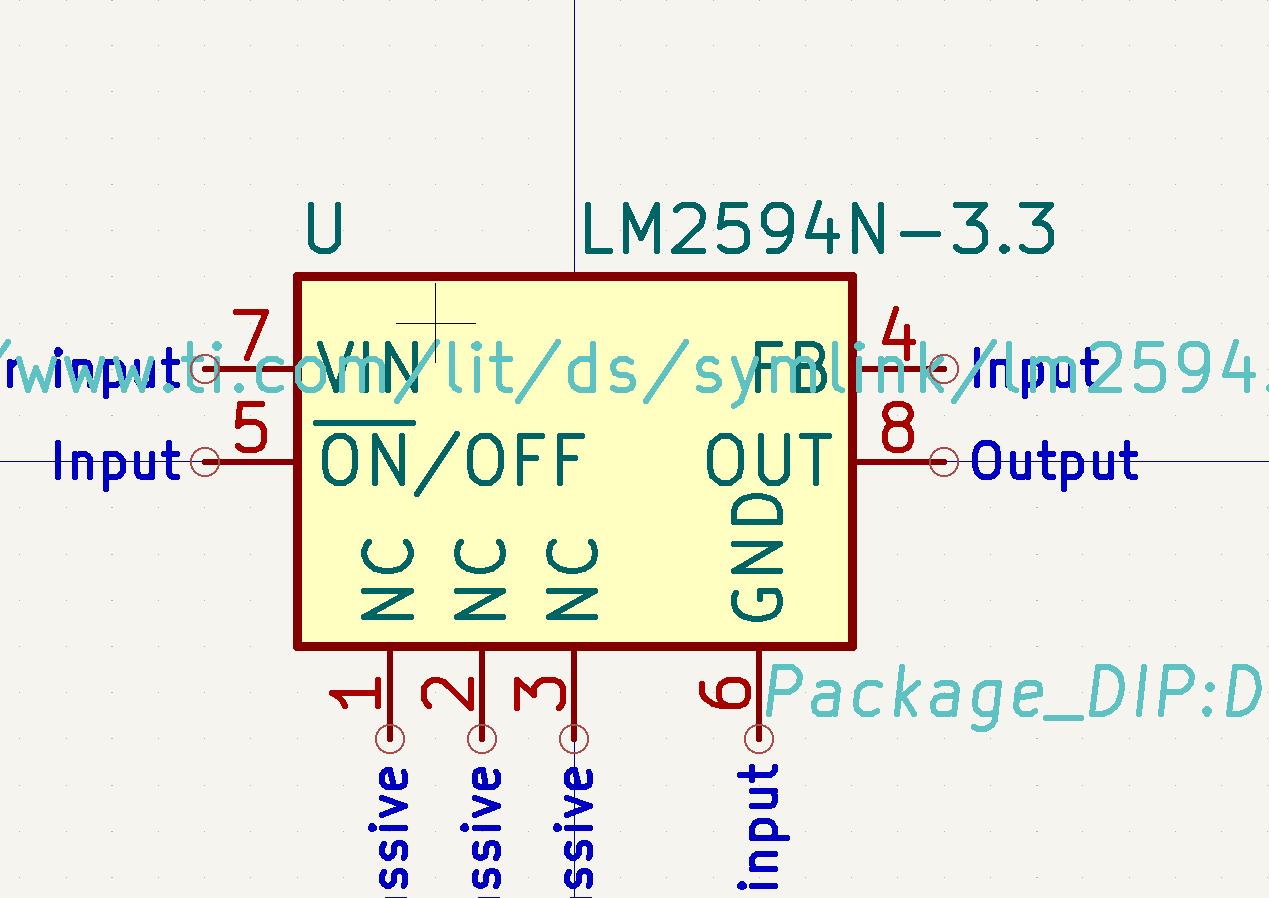 U
LM2594N-3.3
7
4
r input
/www.ti.com/lit/ds/symlink/lm2594.
VIN
FB
Input
5
8
Input
ON/OFF
OUT
Output
NC
NC
NC
GND
1
2
3
6
Package_DIP:D
ssive
ssive
ssive
input